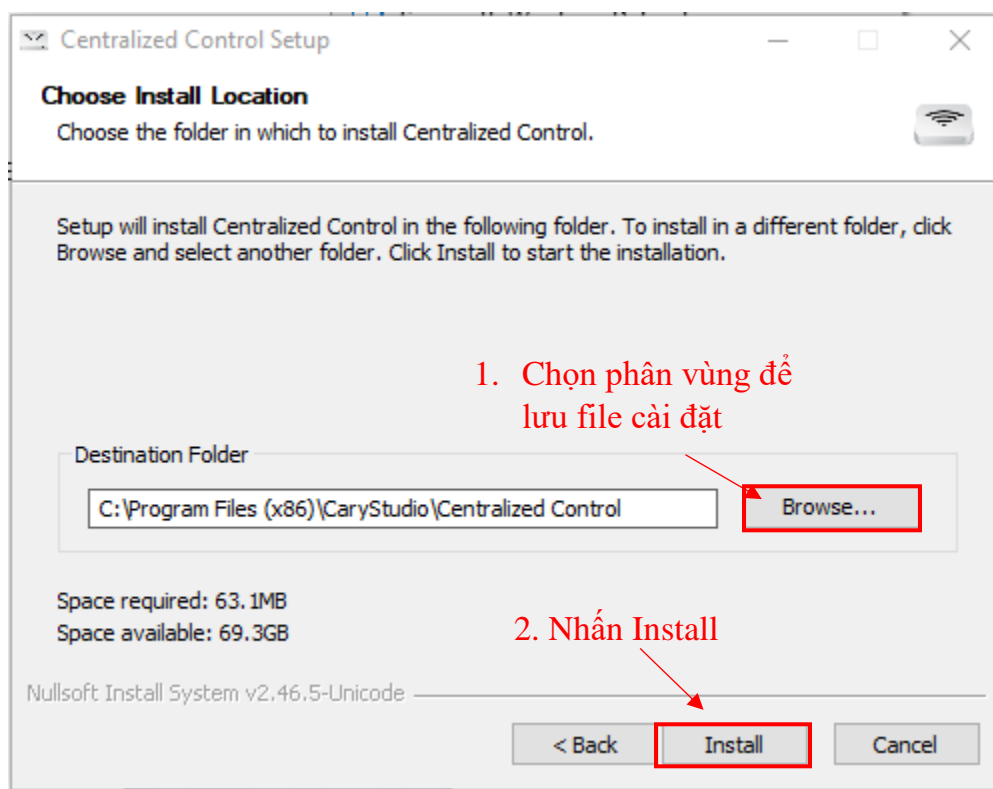 Centralized Control Setup
Choose Install Location
Choose the folder in which to install Centralized Control.
Setup will install Centralized Control in the following folder. To install in a different folder, click
Browse and select another folder. Click Install to start the installation.
1. Chọn phân vùng để
lưu file cài đặt
Destination Folder
C:\Program Files (x86)\CaryStudio\Centralized Control
Browse...
Space required: 63.1MB
Space available: 69.3GB
2. Nhấn Install
Nullsoft Install System v2.46.5-Unicode
< Back
Install
Cancel